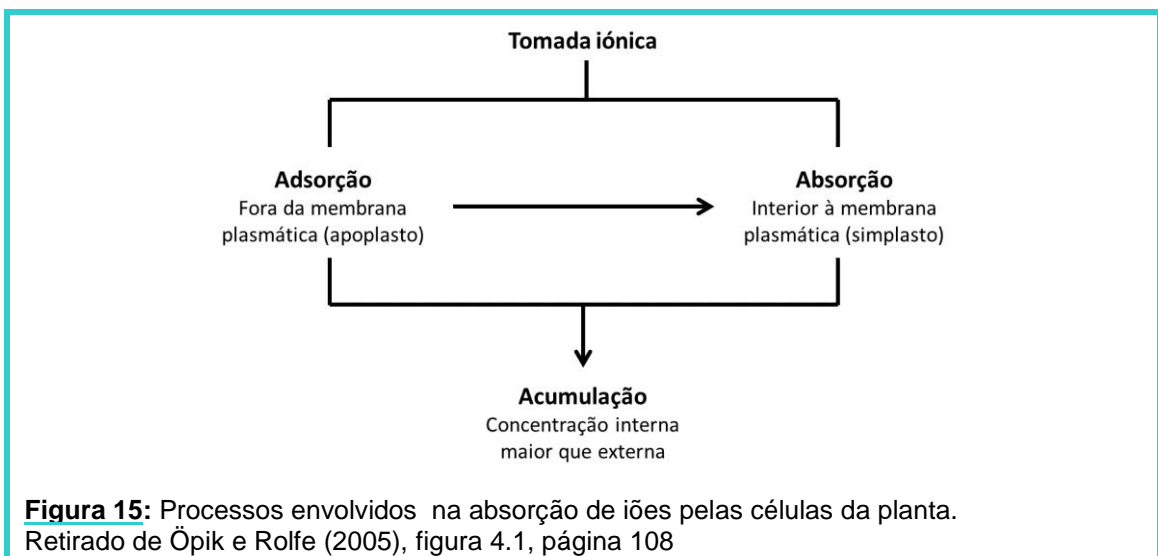 Tomada iónica
Adsorção
Fora da membrana
plasmática (apoplasto)
Absorção
Interior à membrana
plasmática (simplasto)
Acumulação
Concentração interna
maior que externa
Figura 15: Processos envolvidos na absorção de iões pelas células da planta.
Retirado de Öpik e Rolfe (2005), figura 4.1, página 108